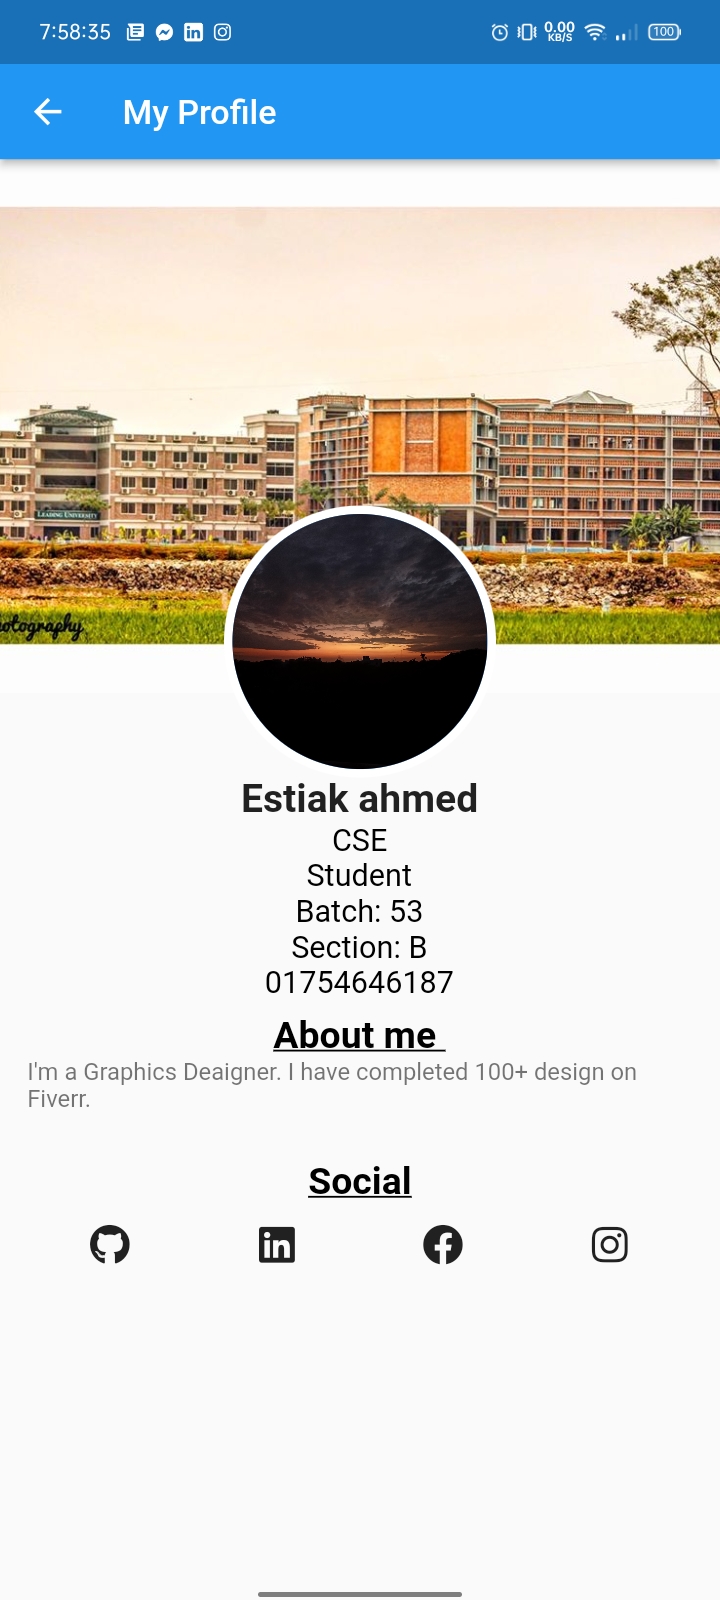 7:58:35
0.00
KB/S
100
My Profile
LEADING UNIVERSITY
otography
Estiak ahmed
CSE
Student
Batch: 53
Section: B
01754646187
About me
I'm a Graphics Deaigner. I have completed 100+ design on
Fiverr.
Social